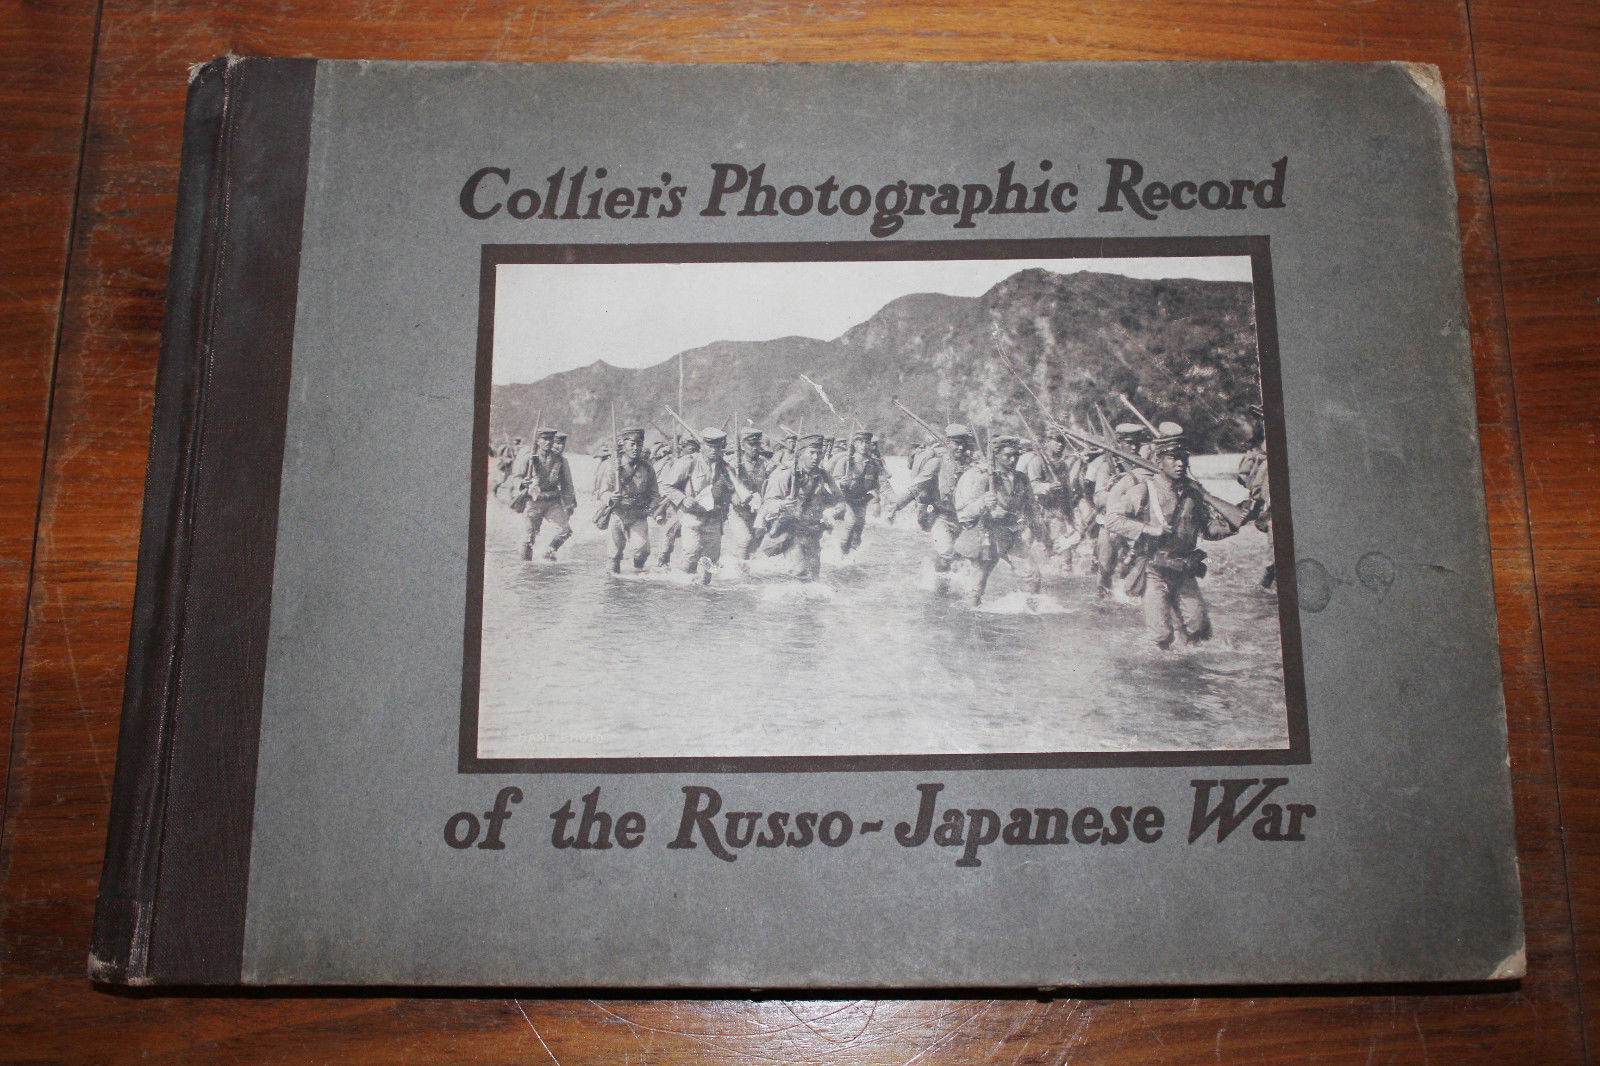 Collier's Photographic Record
of the Russo-Japanese War